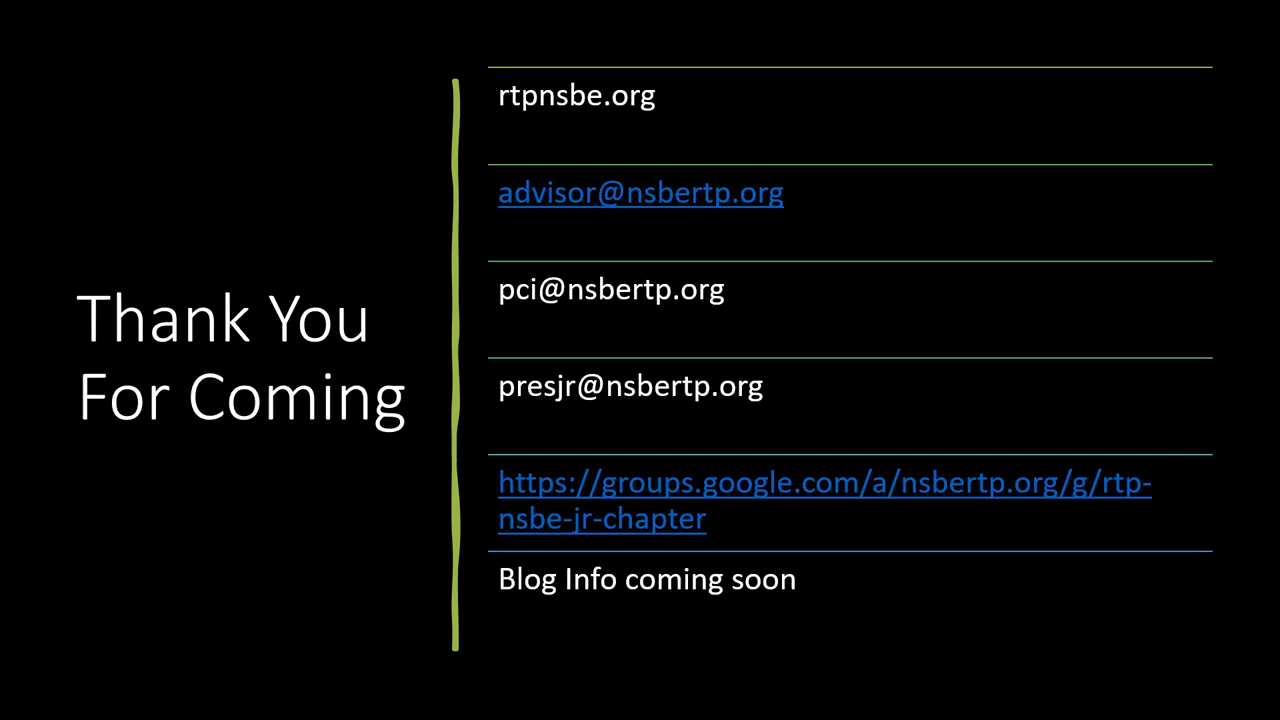 Thank You
For Coming
rtpnsbe.org
advisor@nsbertp.org
pci@nsbertp.org
presjr@nsbertp.org
https://groups.google.com/a/nsbertp.org/g/rtp-
nsbe-jr-chapter
Blog Info coming soon